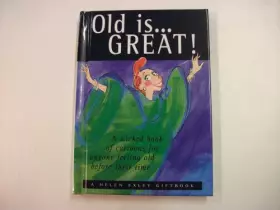 Old is...
GREAT!
A wicked book
of cartoons for
anyone feeling old
before their time
A HELEN EXLEY GIFTBOOK